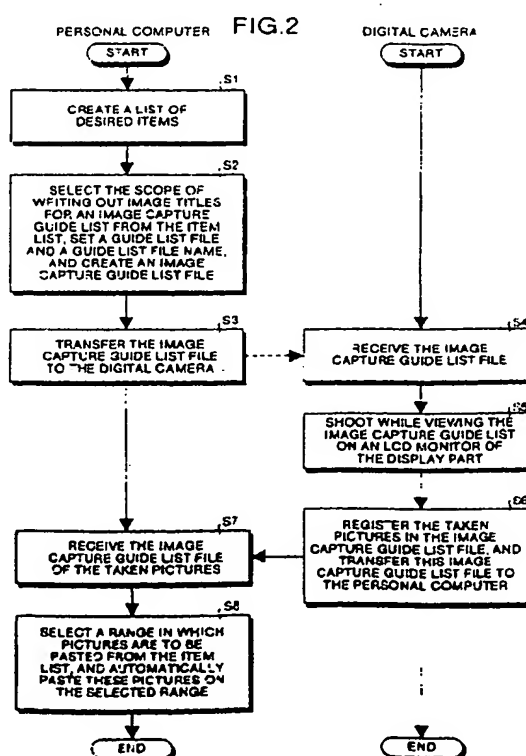 FIG.2
PERSONAL COMPUTER
DIGITAL CAMERA
START
START
S1
CREATE A LIST OF
DESIRED ITEMS
S2
SELECT THE SCOPE OF
WRITING OUT IMAGE TITLES
FOR AN IMAGE CAPTURE
GUIDE LIST FROM THE ITEM
LIST, SET A GUIDE LIST FILE
AND A GUIDE LIST FILE NAME,
AND CREATE AN IMAGE
CAPTURE GUIDE LIST FILE
S3
TRANSFER THE IMAGE
CAPTURE GUIDE LIST FILE
TO THE DIGITAL CAMERA
S4
RECEIVE THE IMAGE
CAPTURE GUIDE LIST FILE
S5
SHOOT WHILE VIEWING THE
IMAGE CAPTURE GUIDE LIST
ON AN LCD MONITOR OF
THE DISPLAY PART
S6
REGISTER THE TAKEN
PICTURES IN THE IMAGE
CAPTURE GUIDE LIST FILE, AND
TRANSFER THIS IMAGE
CAPTURE GUIDE LIST FILE TO
THE PERSONAL COMPUTER
S7
RECEIVE THE IMAGE
CAPTURE GUIDE LIST FILE
OF THE TAKEN PICTURES
S8
SELECT A RANGE IN WHICH
PICTURES ARE TO BE
PASTED FROM THE ITEM
LIST, AND AUTOMATICALLY
PASTE THESE PICTURES ON
THE SELECTED RANGE
END
END